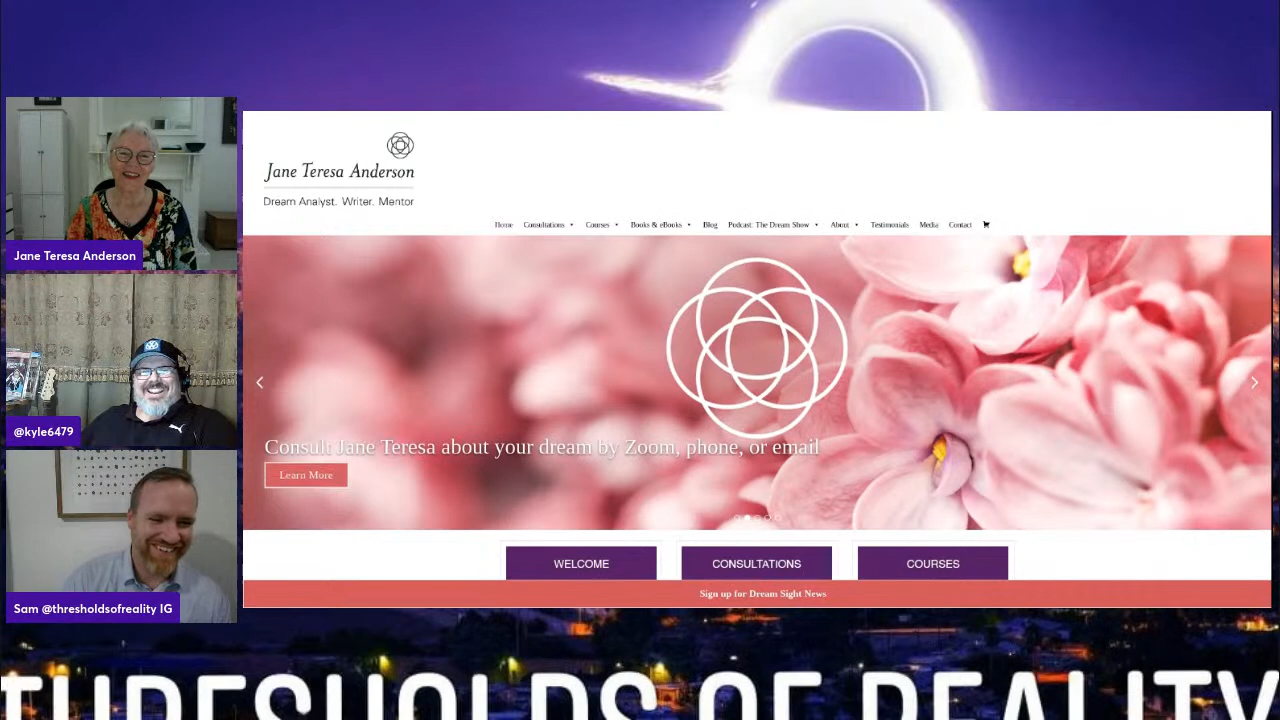 Jane Teresa Anderson
@kyle6479
Sam @thresholdsofreality IG
Jane Teresa Anderson
Dream Analyst. Writer. Mentor
Home Consultations Courses Books & eBooks Blog Podcast: The Dream Show About Testimonials Media Contact
Consult Jane Teresa about your dream by Zoom, phone, or email
Learn More
WELCOME CONSULTATIONS COURSES
Sign up for Dream Sight News
THRESHOLDS OF REALITY